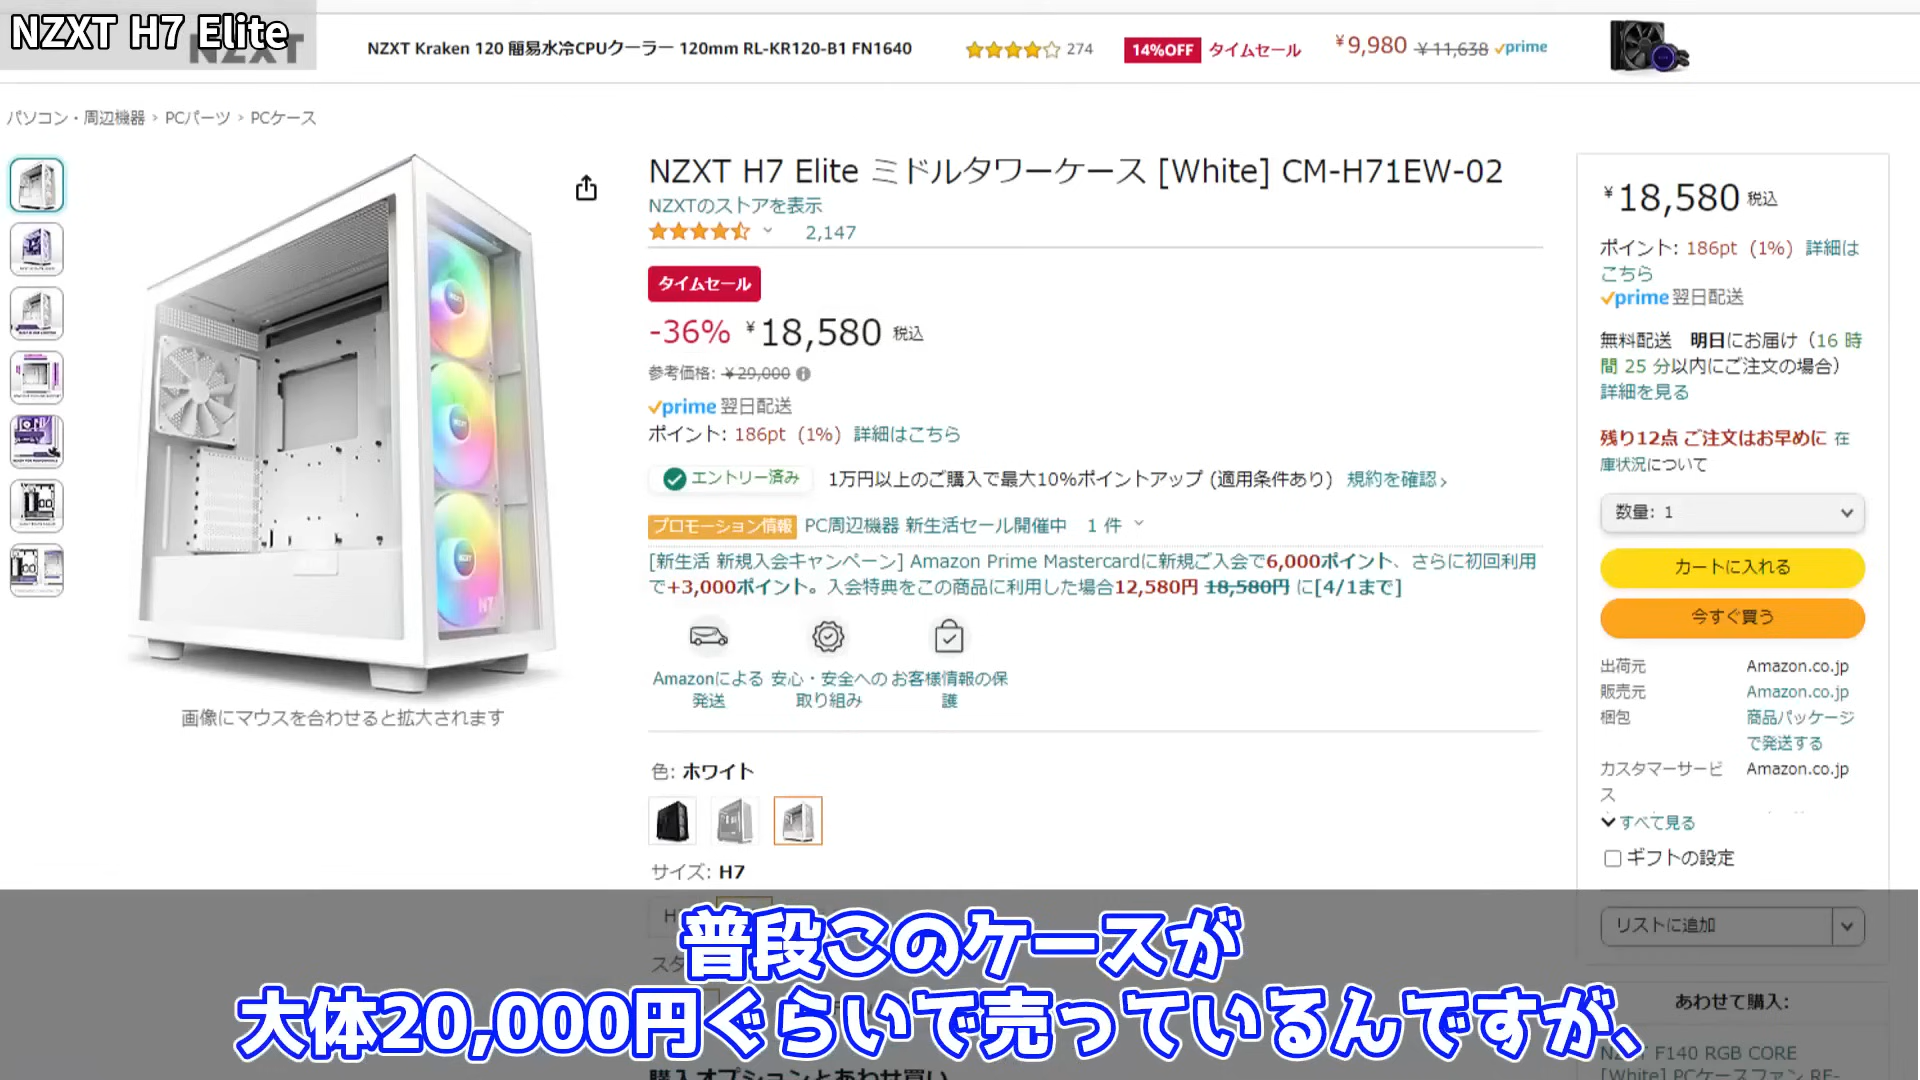 NZXT H7 Elite
NZXT
NZXT Kraken 120 簡易水冷CPUクーラー 120mm RL-KR120-B1 FN1640
274
14%OFF タイムセール
¥9,980 ¥11,638 prime
パソコン・周辺機器 › PCパーツ › PCケース
NZXT H7 Elite ミドルタワーケース [White] CM-H71EW-02
NZXTのストアを表示
2,147
タイムセール
-36% ¥18,580 税込
参考価格: ¥29,000
prime 翌日配送
ポイント: 186pt (1%) 詳細はこちら
エントリー済み 1万円以上のご購入で最大10%ポイントアップ (適用条件あり) 規約を確認 ›
プロモーション情報 PC周辺機器 新生活セール開催中 1 件
[新生活 新規入会キャンペーン] Amazon Prime Mastercardに新規ご入会で6,000ポイント、さらに初回利用
で+3,000ポイント。入会特典をこの商品に利用した場合12,580円 18,580円 に[4/1まで]
Amazonによる
発送
安心・安全への
取り組み
お客様情報の保
護
画像にマウスを合わせると拡大されます
色: ホワイト
サイズ: H7
¥18,580 税込
ポイント: 186pt (1%) 詳細は
こちら
prime 翌日配送
無料配送 明日にお届け（16 時
間 25 分以内にご注文の場合）
詳細を見る
残り12点 ご注文はお早めに 在
庫状況について
数量: 1
カートに入れる
今すぐ買う
出荷元 Amazon.co.jp
販売元 Amazon.co.jp
梱包 商品パッケージ
で発送する
カスタマーサービ Amazon.co.jp
ス
すべて見る
ギフトの設定
リストに追加
あわせて購入:
NZXT F140 RGB CORE
[White] PCケースファン RF-
普段このケースが
大体20,000円ぐらいで売っているんですが、
購入オプションとあわせ買い